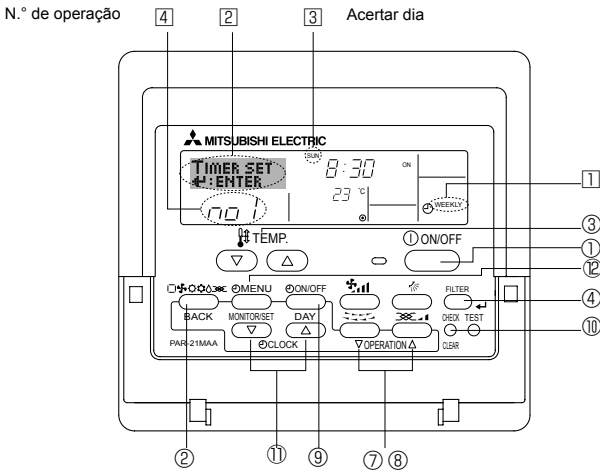 N.° de operação
4
2
3
Acertar dia
MITSUBISHI ELECTRIC
TIMER SET
↵:ENTER
SUN
8:30
ON
23 °C
no 1
WEEKLY
1
TEMP.
ON/OFF
③
①
⑫
MENU
ON/OFF
FILTER
④
BACK
MONITOR/SET
DAY
CHECK
TEST
⑩
PAR-21MAA
CLOCK
▽ OPERATION △
CLEAR
②
⑪
⑨
⑦ ⑧